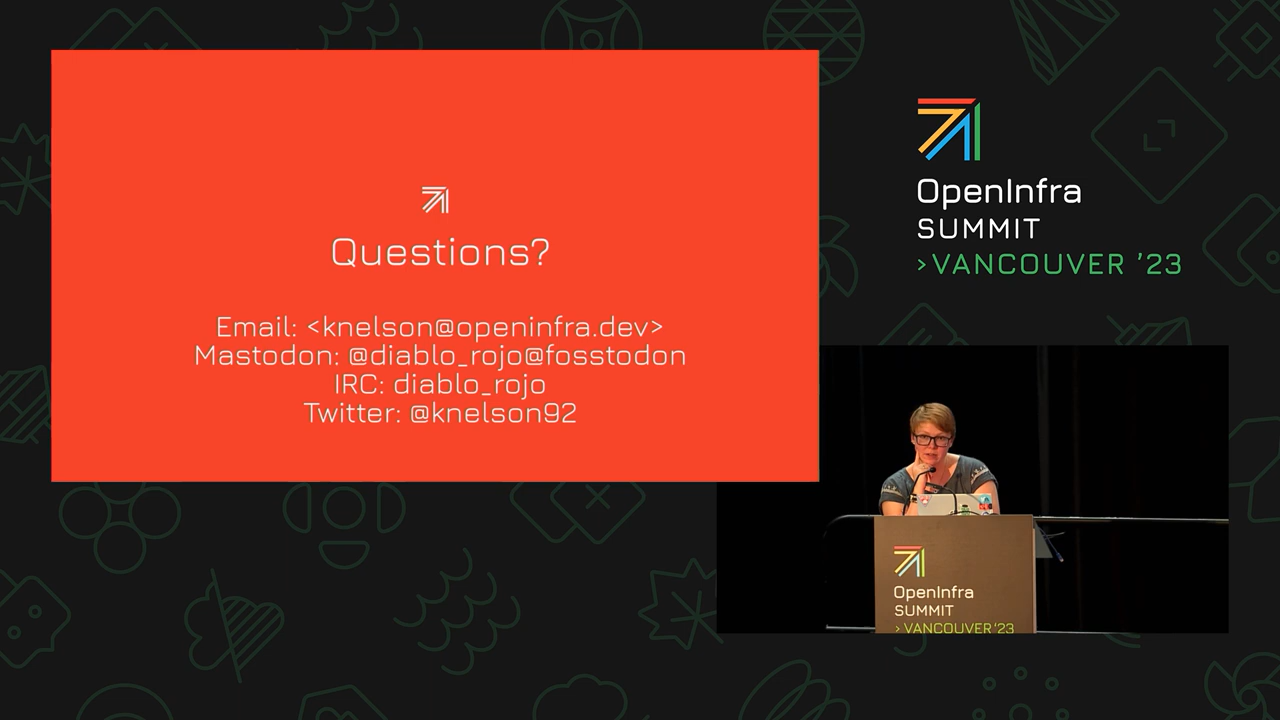 Questions?
Email: <knelson@openinfra.dev>
Mastodon: @diablo_rojo@fosstodon
IRC: diablo_rojo
Twitter: @knelson92
OpenInfra
SUMMIT
>VANCOUVER '23
OpenInfra
SUMMIT
> VANCOUVER '23